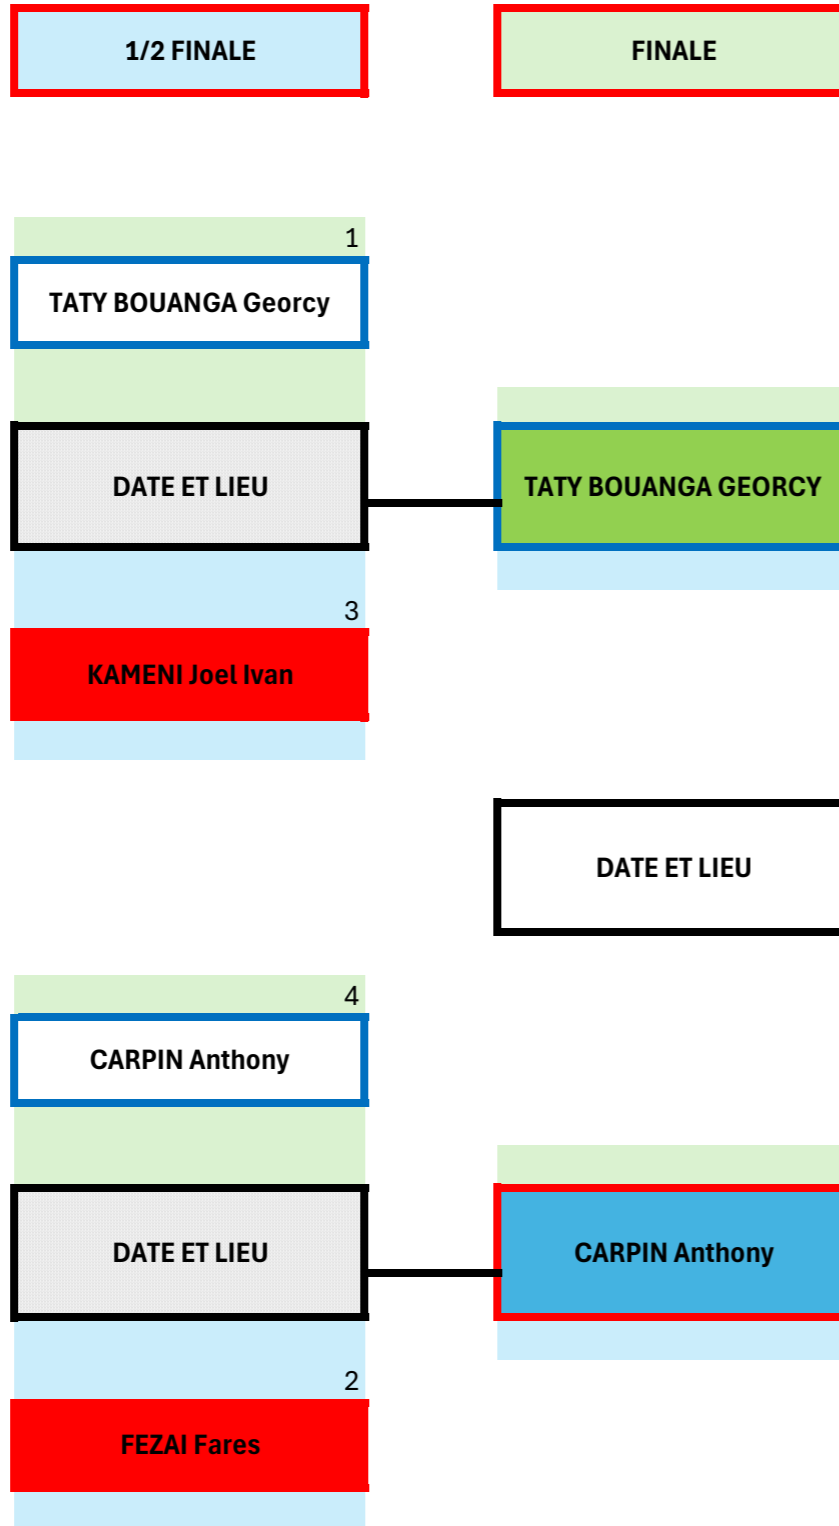 1/2 FINALE
FINALE
1
TATY BOUANGA Georcy
DATE ET LIEU
TATY BOUANGA GEORCY
3
KAMENI Joel Ivan
DATE ET LIEU
4
CARPIN Anthony
DATE ET LIEU
CARPIN Anthony
2
FEZAI Fares